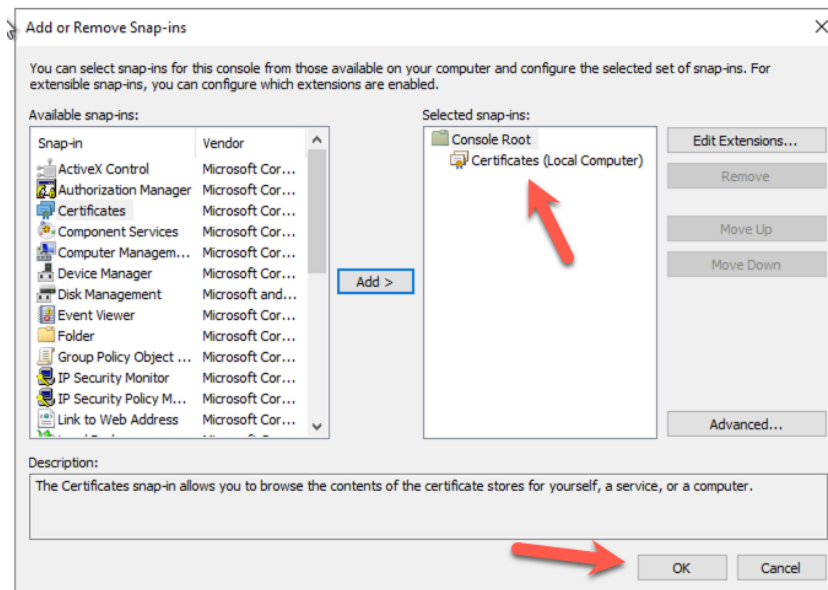 Add or Remove Snap-ins
You can select snap-ins for this console from those available on your computer and configure the selected set of snap-ins. For
extensible snap-ins, you can configure which extensions are enabled.
Available snap-ins:
Snap-in Vendor
ActiveX Control Microsoft Cor...
Authorization Manager Microsoft Cor...
Certificates Microsoft Cor...
Component Services Microsoft Cor...
Computer Managem... Microsoft Cor...
Device Manager Microsoft Cor...
Disk Management Microsoft and...
Event Viewer Microsoft Cor...
Folder Microsoft Cor...
Group Policy Object ... Microsoft Cor...
IP Security Monitor Microsoft Cor...
IP Security Policy M... Microsoft Cor...
Link to Web Address Microsoft Cor...
Add >
Selected snap-ins:
Console Root
Certificates (Local Computer)
Edit Extensions...
Remove
Move Up
Move Down
Advanced...
Description:
The Certificates snap-in allows you to browse the contents of the certificate stores for yourself, a service, or a computer.
OK
Cancel